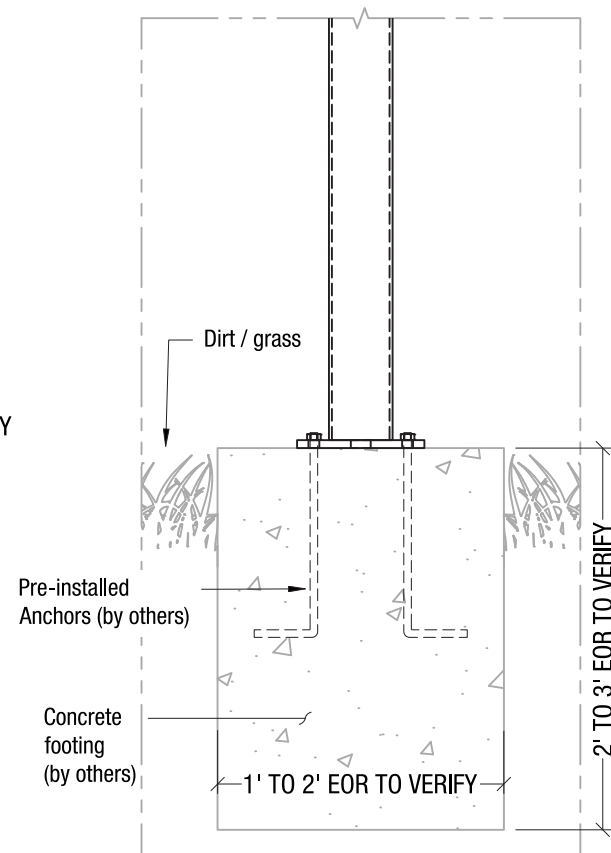 Dirt / grass
Y
Pre-installed
Anchors (by others)
Concrete
footing
(by others)
1' TO 2' EOR TO VERIFY
2' TO 3' EOR TO VERIFY